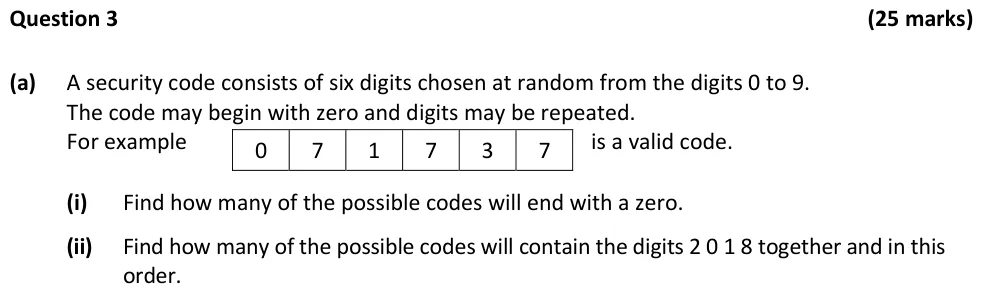 Question 3 (25 marks)
(a) A security code consists of six digits chosen at random from the digits 0 to 9.
The code may begin with zero and digits may be repeated.
For example 0 7 1 7 3 7 is a valid code.
(i) Find how many of the possible codes will end with a zero.
(ii) Find how many of the possible codes will contain the digits 2 0 1 8 together and in this
order.